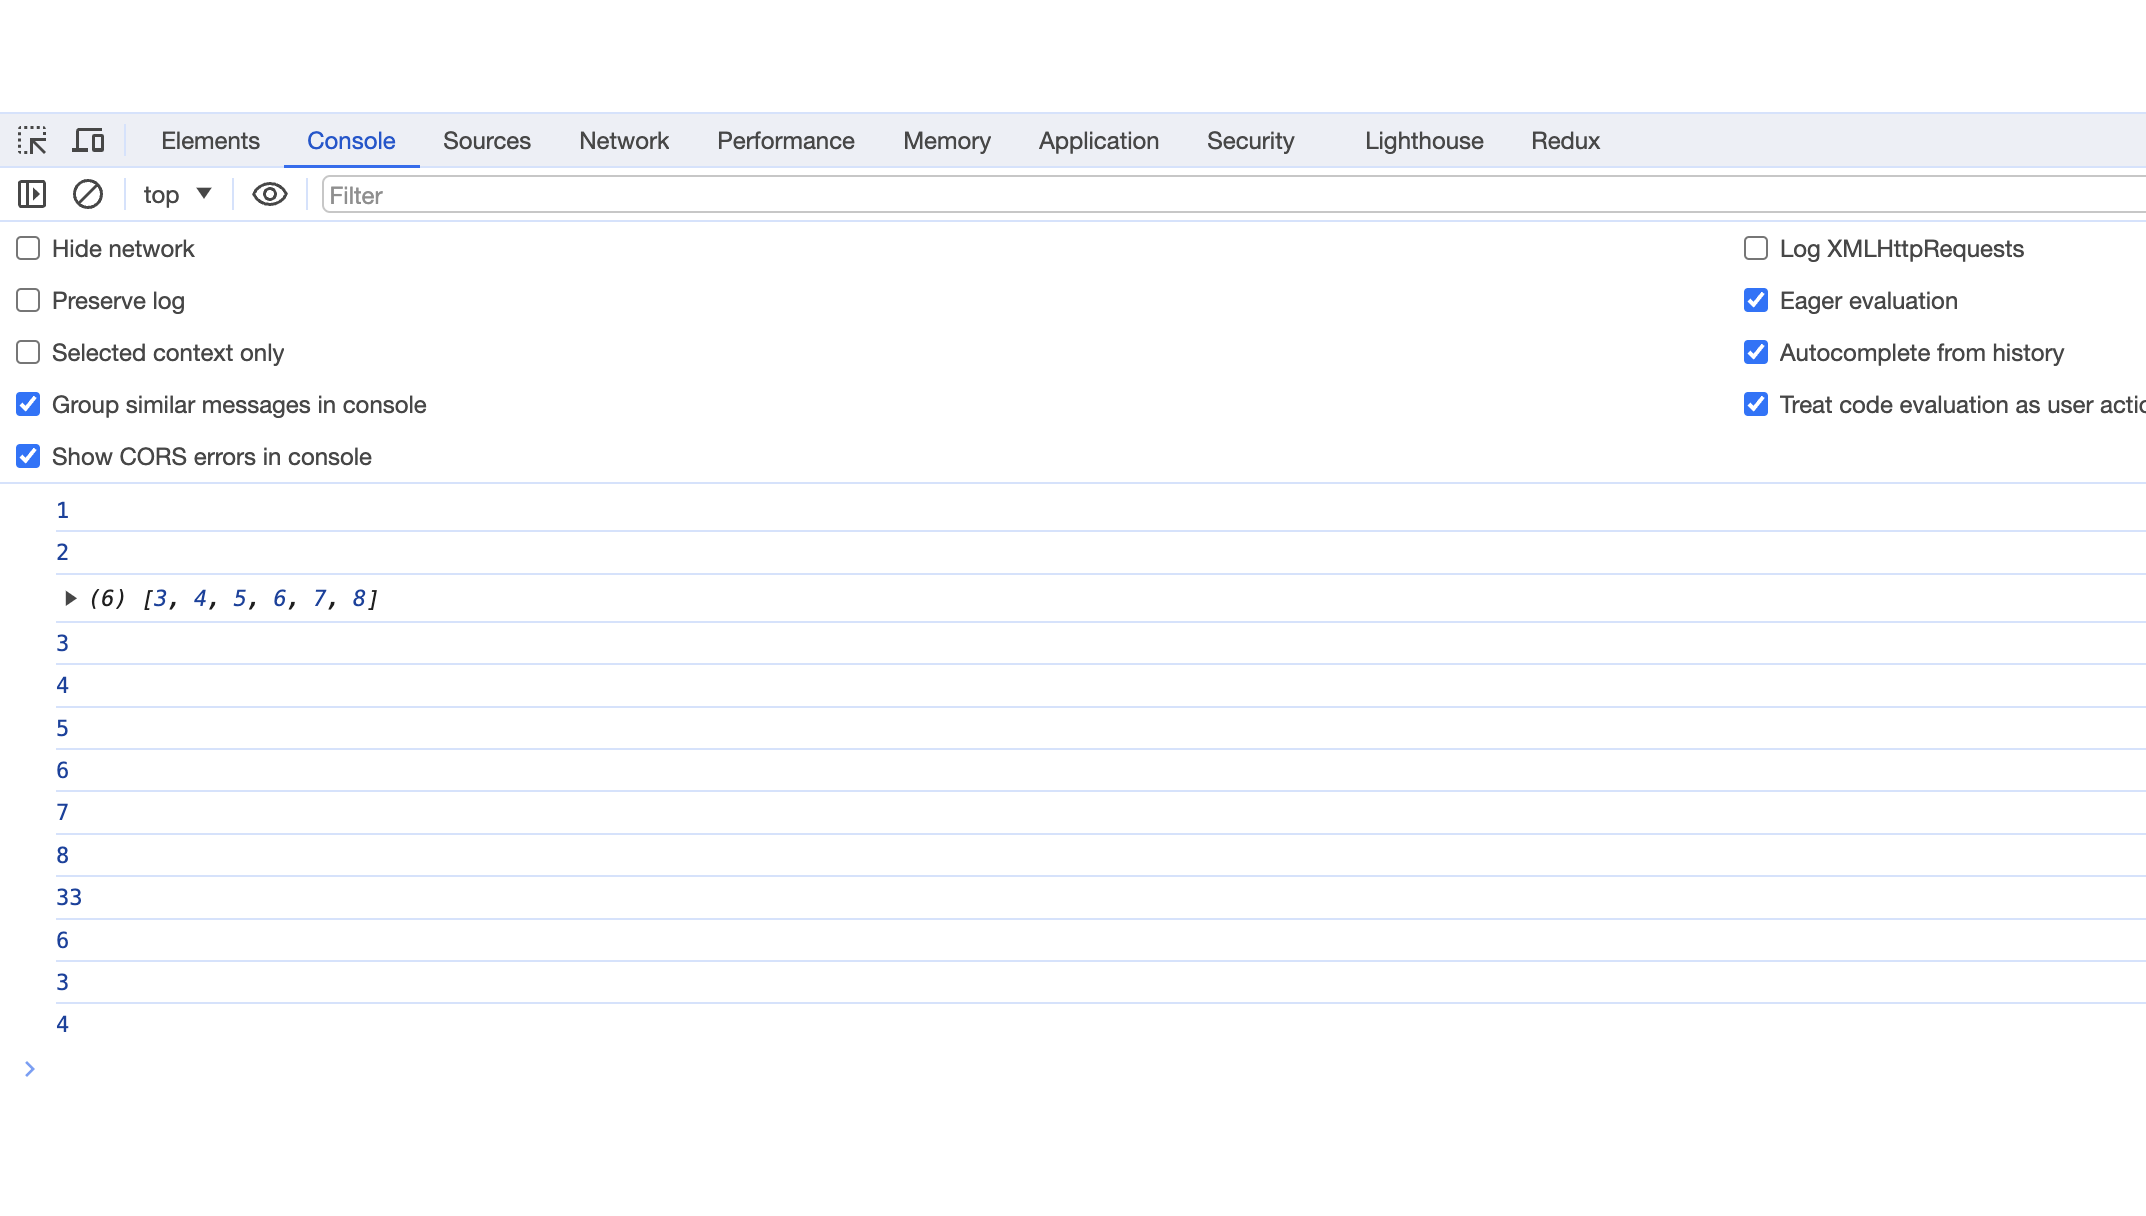 Elements Console Sources Network Performance Memory Application Security Lighthouse Redux
top Filter
Hide network Log XMLHttpRequests
Preserve log Eager evaluation
Selected context only Autocomplete from history
Group similar messages in console Treat code evaluation as user actio
Show CORS errors in console
1
2
(6) [3, 4, 5, 6, 7, 8]
3
4
5
6
7
8
33
6
3
4